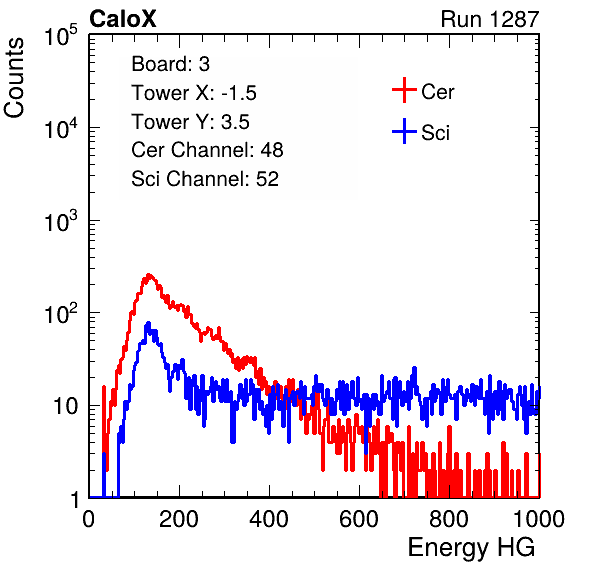 CaloX Run 1287
Counts
Board: 3
Tower X: -1.5
Tower Y: 3.5
Cer Channel: 48
Sci Channel: 52
Cer
Sci
10^5
10^4
10^3
10^2
10
1
0 200 400 600 800 1000
Energy HG